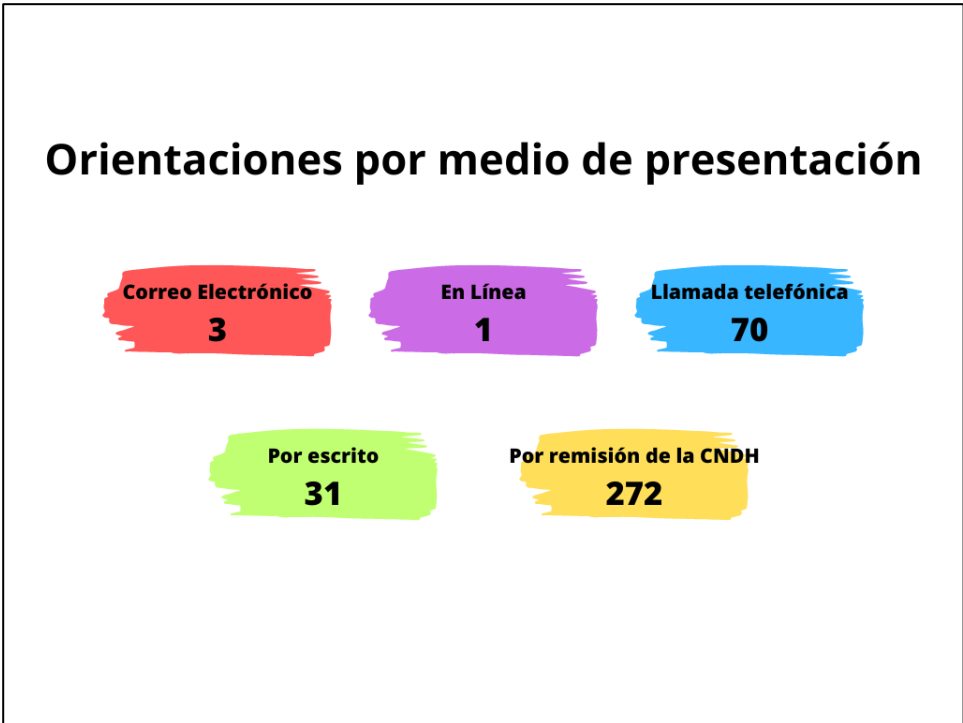 Orientaciones por medio de presentación
Correo Electrónico
3
En Línea
1
Llamada telefónica
70
Por escrito
31
Por remisión de la CNDH
272